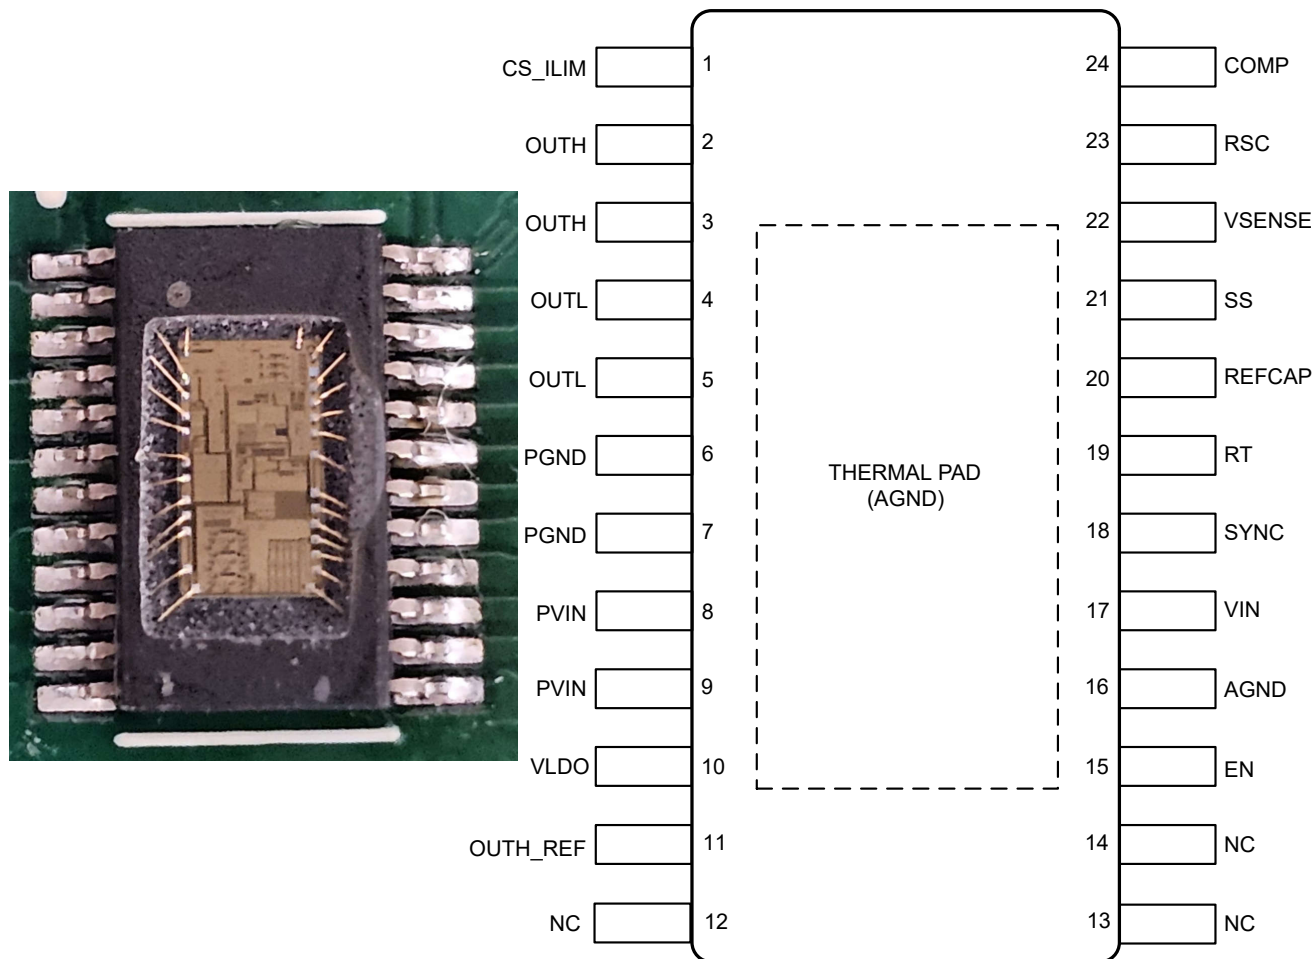 CS_ILIM 1 24 COMP
OUTH 2 23 RSC
OUTH 3 22 VSENSE
OUTL 4 21 SS
OUTL 5 20 REFCAP
PGND 6 19 RT
THERMAL PAD
(AGND)
PGND 7 18 SYNC
PVIN 8 17 VIN
PVIN 9 16 AGND
VLDO 10 15 EN
OUTH_REF 11 14 NC
NC 12 13 NC